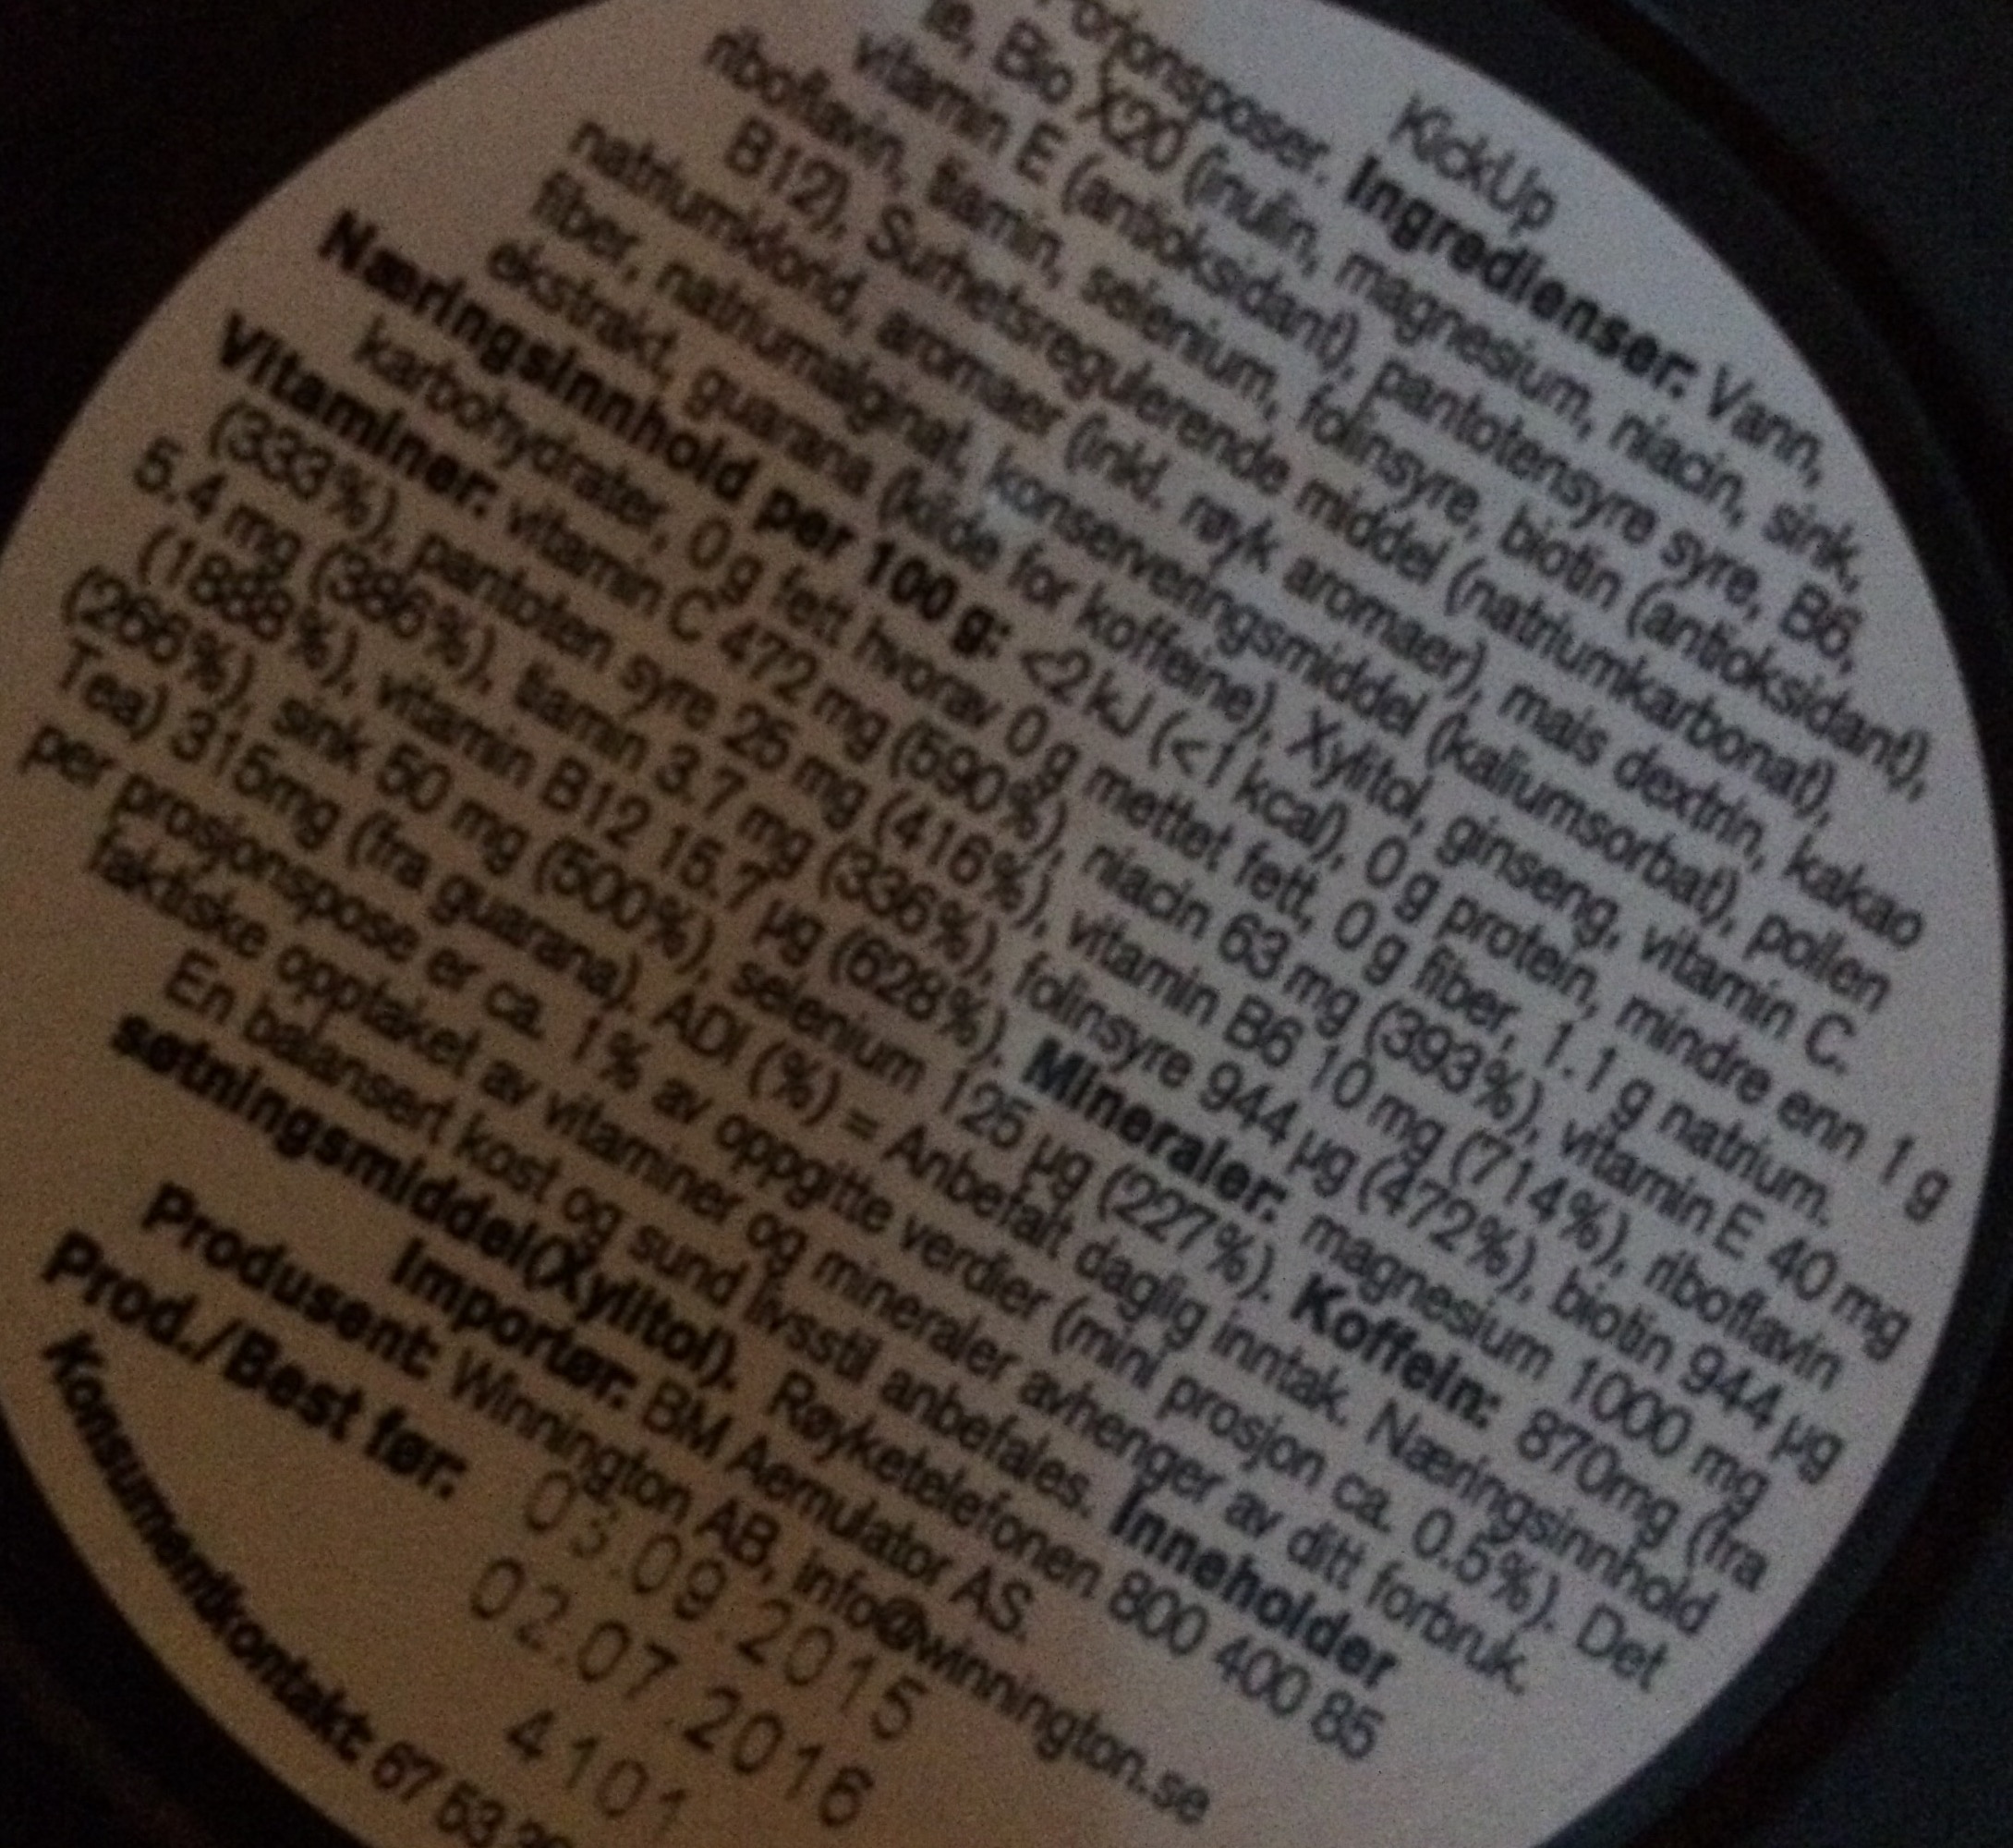 KickUp
Porjonsposer. Ingredienser: Vann,
te, Bio X20 (inulin, magnesium, niacin, sink,
vitamin E (antioksidant), pantotensyre syre, B6,
riboflavin, tiamin, selenium, folinsyre, biotin (antioksidant),
B12), Surhetsregulerende middel (natriumkarbonat),
natriumklorid, aromaer (inkl. røyk aromaer), mais dextrin, kakao
fiber, natriumalginat, konserveringsmiddel (kaliumsorbat), pollen
ekstrakt, guarana (kilde for koffeine), Xylitol, ginseng, vitamin C.
Næringsinnhold per 100 g: <2 kJ (<1 kcal), 0 g protein, mindre enn 1 g
karbohydrater, 0 g fett hvorav 0 g mettet fett, 0 g fiber, 1.1 g natrium.
Vitaminer: vitamin C 472 mg (590%), niacin 63 mg (393%), vitamin E 40 mg
(333%), pantoten syre 25 mg (416%), vitamin B6 10 mg (714%), riboflavin
5.4 mg (386%), tiamin 3.7 mg (336%), folinsyre 944 µg (472%), biotin 944 µg
(1888%), vitamin B12 15.7 µg (628%). Mineraler: magnesium 1000 mg
(266%), sink 50 mg (500%), selenium 125 µg (227%). Koffein: 870mg (fra
Tea) 315mg (fra guarana). ADI (%) = Anbefalt daglig inntak. Næringsinnhold
per prosjonspose er ca. 1% av oppgitte verdier (mini prosjon ca. 0.5%). Det
faktiske opptaket av vitaminer og mineraler avhenger av ditt forbruk.
En balansert kost og sund livsstil anbefales. Inneholder
søtningsmiddel(Xylitol). Røyketelefonen 800 400 85
Importør: BM Aemulator AS.
Produsent: Winnington AB, info@winnington.se
Prod./Best før: 03.09.2015
02.07.2016
4101
Konsumentkontakt: 67 53